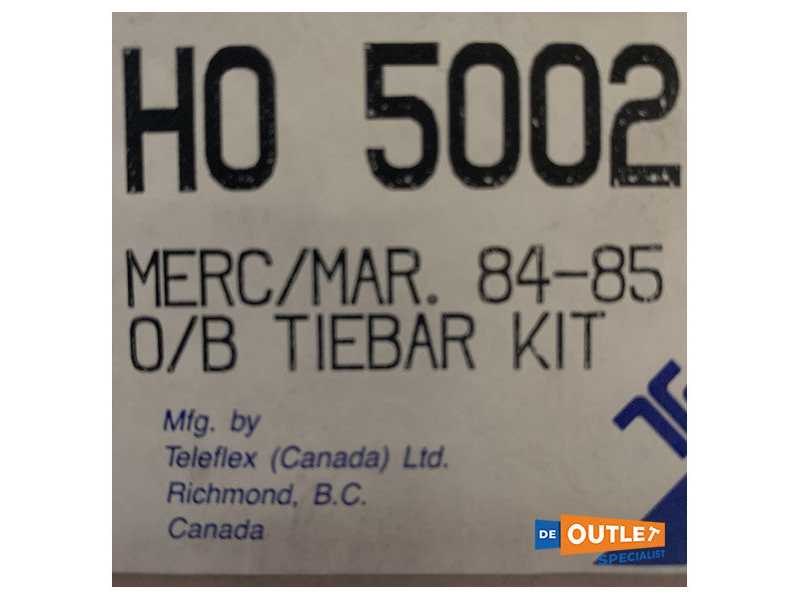 HO 5002
MERC/MAR. 84-85
O/B TIEBAR KIT
Mfg. by
Teleflex (Canada) Ltd.
Richmond, B.C.
Canada
DE OUTLET
SPECIALIST